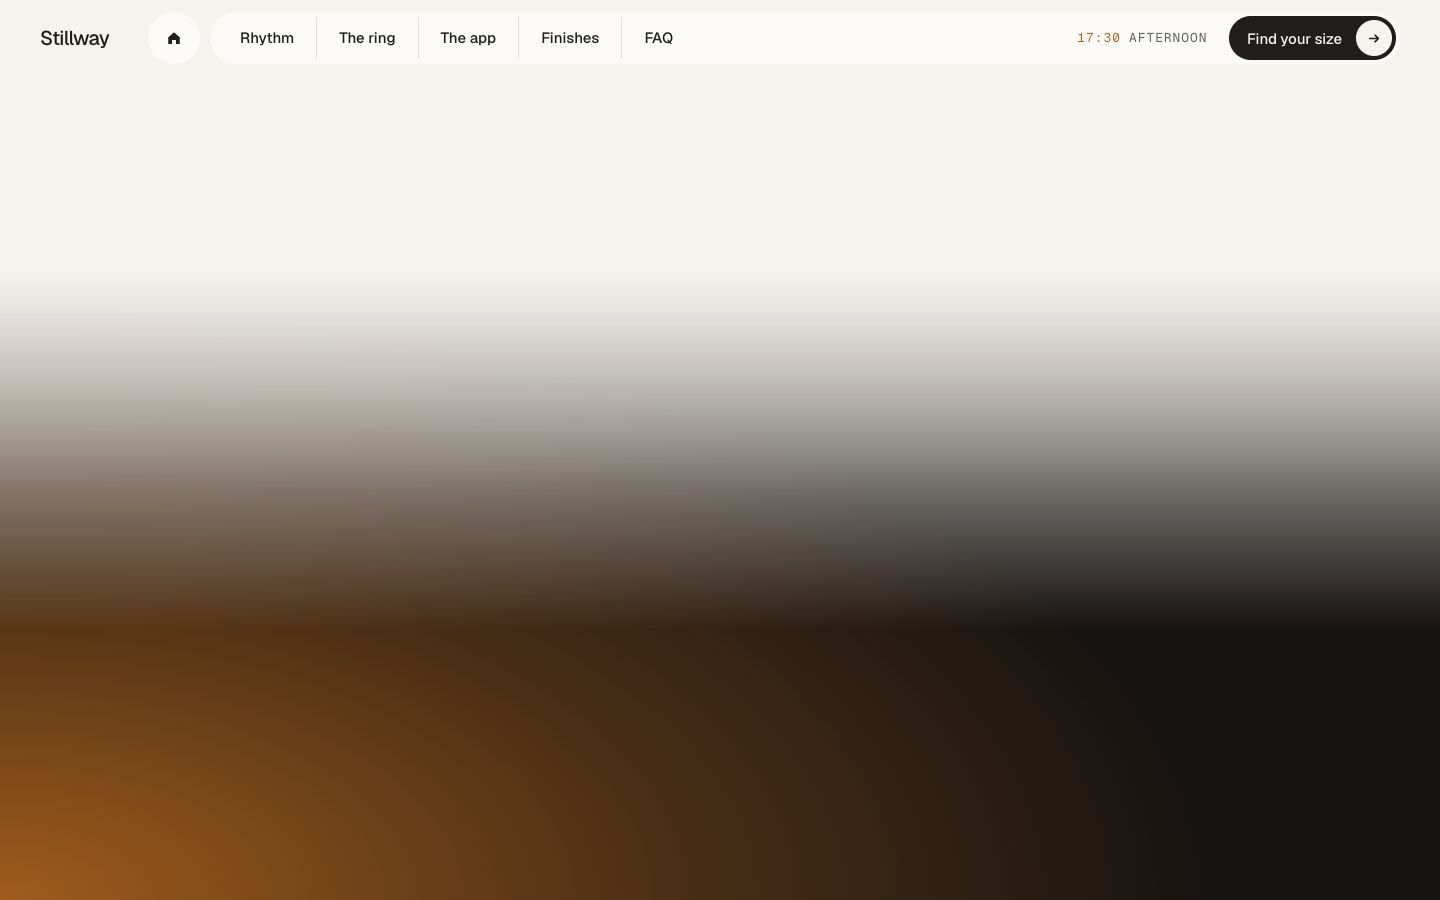 Stillway
Rhythm
The ring
The app
Finishes
FAQ
17:30 AFTERNOON
Find your size